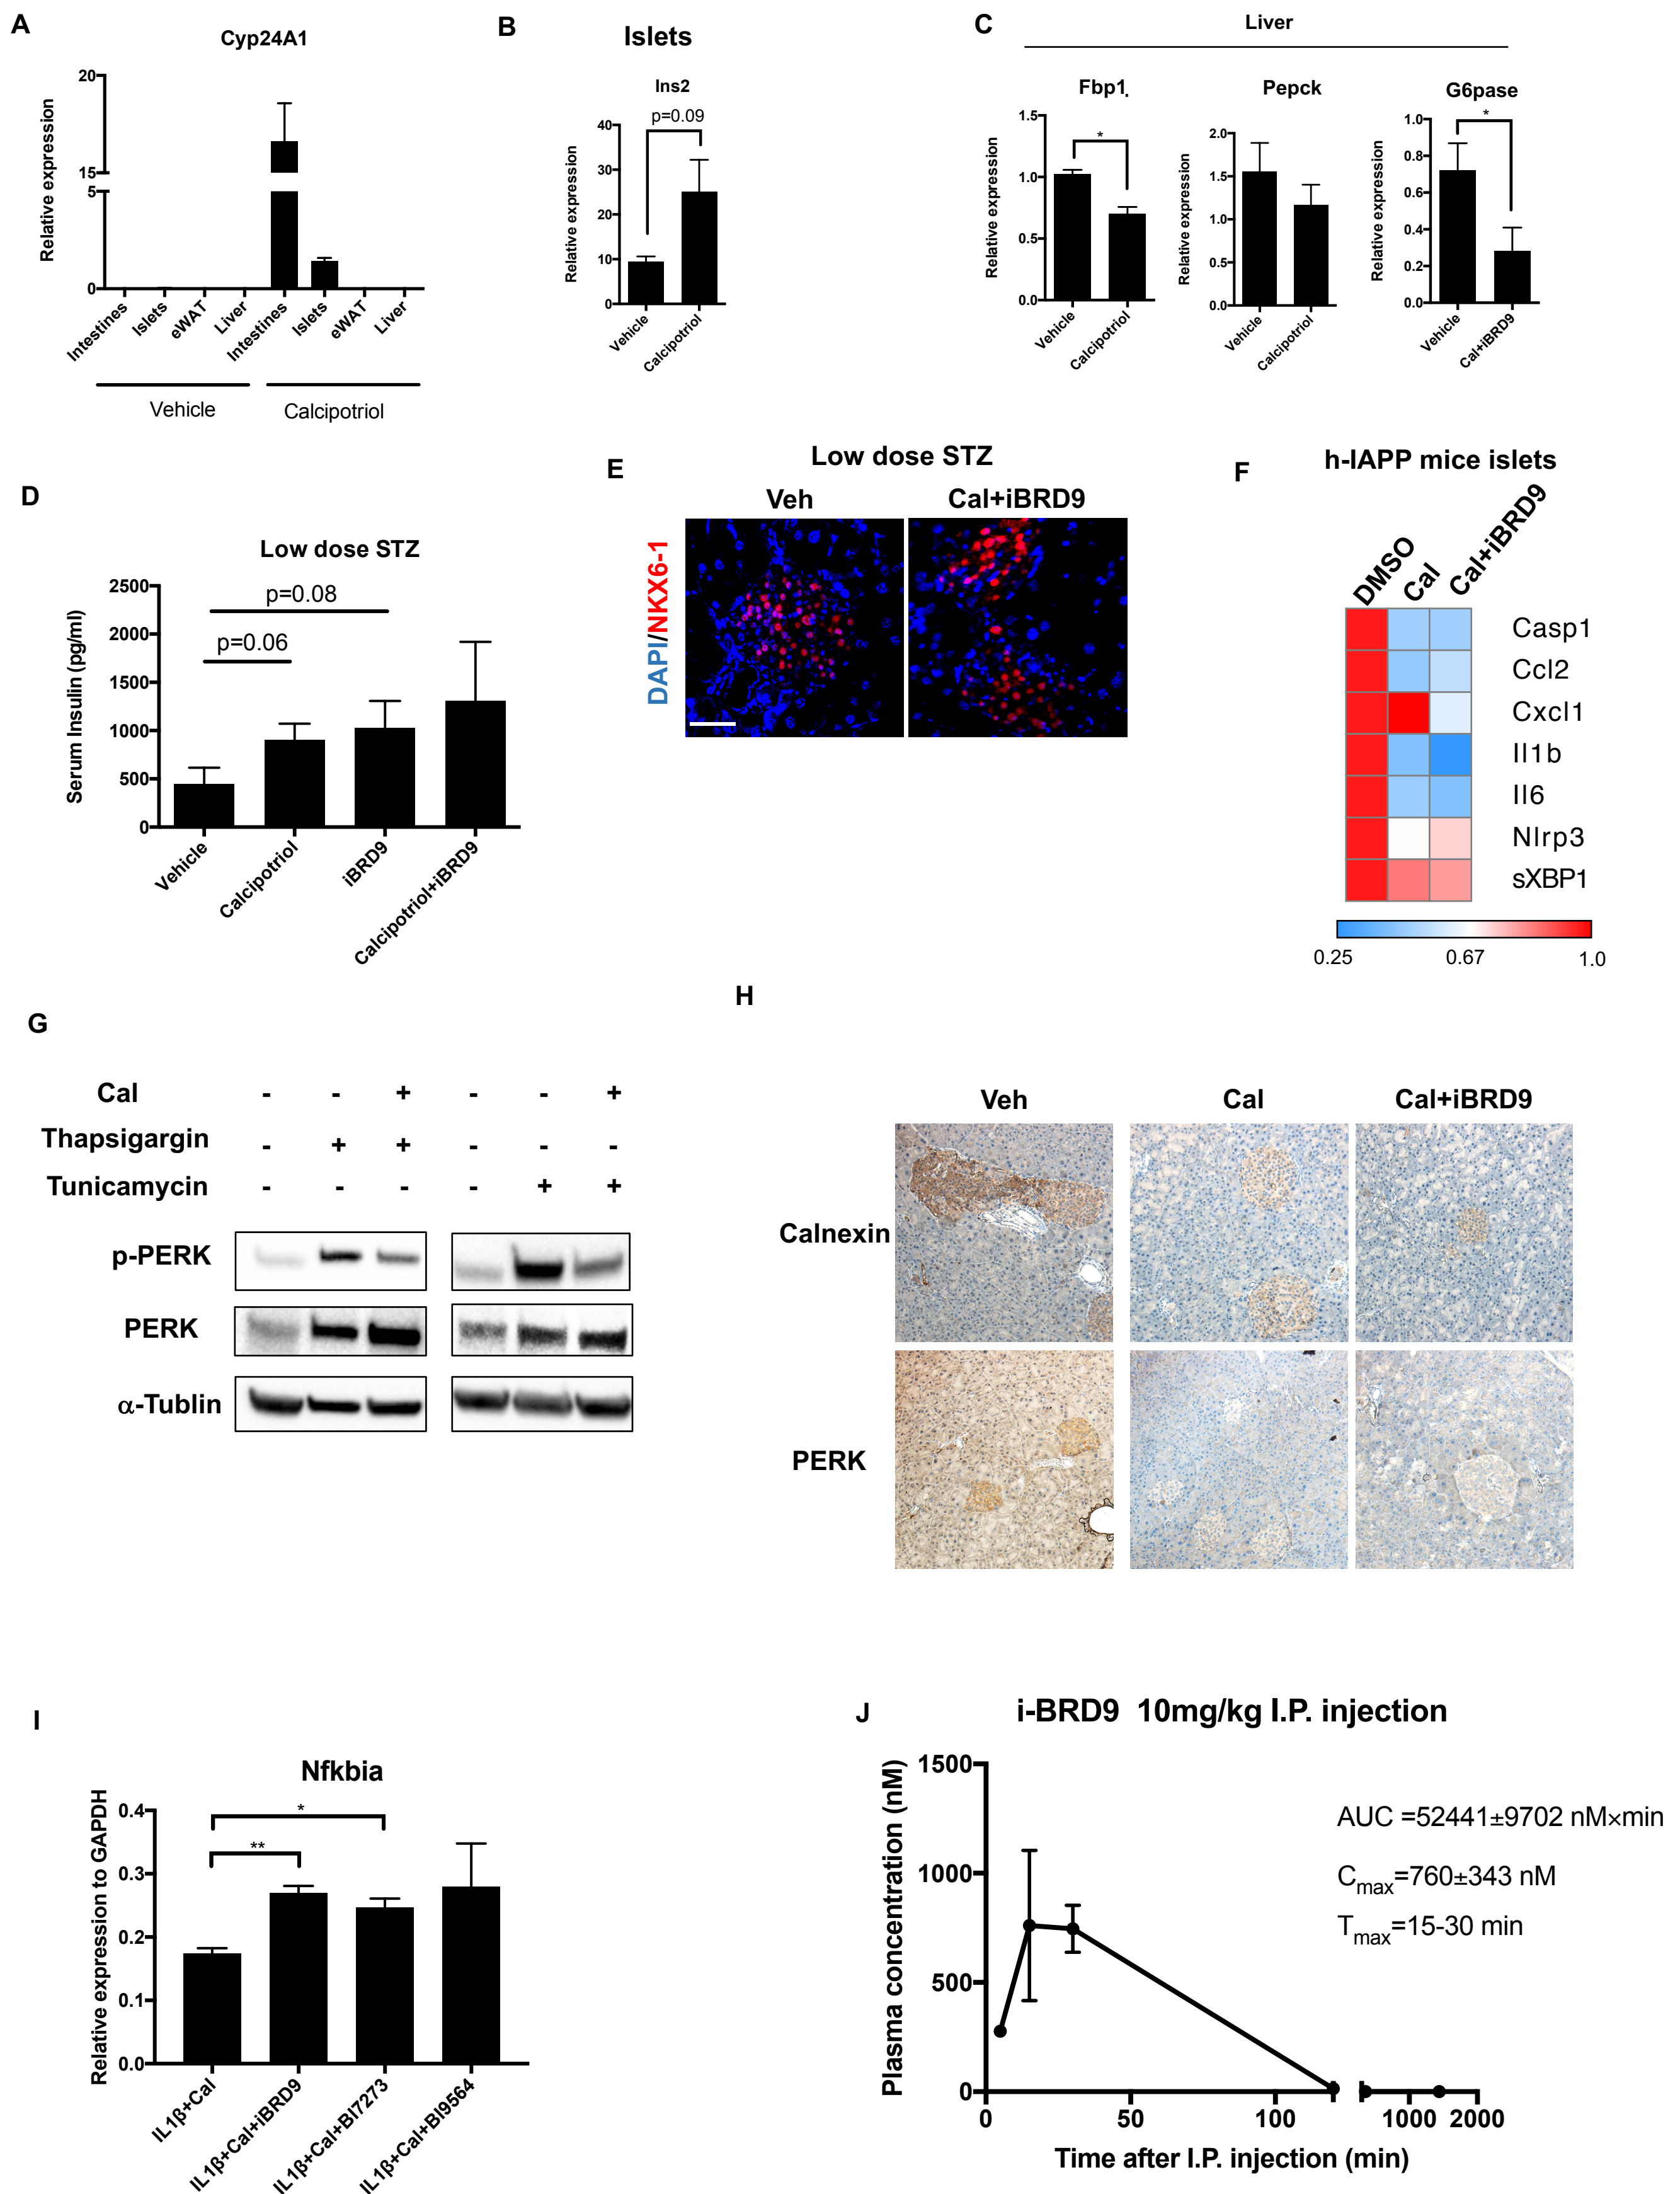 A
Cyp24A1
Relative expression
20
15
5
0
Intestines
Islets
eWAT
Liver
Intestines
Islets
eWAT
Liver
Vehicle
Calcipotriol
B
Islets
Ins2
p=0.09
Relative expression
40
30
20
10
0
Vehicle
Calcipotriol
C
Liver
Fbp1.
*
Relative expression
1.5
1.0
0.5
0.0
Vehicle
Calcipotriol
Pepck
Relative expression
2.0
1.5
1.0
0.5
0.0
Vehicle
Calcipotriol
G6pase
*
Relative expression
1.0
0.8
0.6
0.4
0.2
0.0
Vehicle
Cal+iBRD9
D
Low dose STZ
Serum Insulin (pg/ml)
2500
2000
1500
1000
500
0
p=0.08
p=0.06
Vehicle
Calcipotriol
iBRD9
Calcipotriol+iBRD9
E
Low dose STZ
Veh Cal+iBRD9
DAPI/NKX6-1
F
h-IAPP mice islets
DMSO
Cal
Cal+iBRD9
Casp1
Ccl2
Cxcl1
Il1b
Il6
Nlrp3
sXBP1
0.25 0.67 1.0
G
Cal - - + - - +
Thapsigargin - + + - - -
Tunicamycin - - - - + +
p-PERK
PERK
α-Tublin
H
Veh Cal Cal+iBRD9
Calnexin
PERK
I
Nfkbia
Relative expression to GAPDH
0.4
0.3
0.2
0.1
0.0
*
**
IL1β+Cal
IL1β+Cal+iBRD9
IL1β+Cal+BI7273
IL1β+Cal+BI9564
J
i-BRD9 10mg/kg I.P. injection
Plasma concentration (nM)
1500
1000
500
0
0 50 100 1000 2000
Time after I.P. injection (min)
AUC =52441±9702 nM×min
Cmax=760±343 nM
Tmax=15-30 min